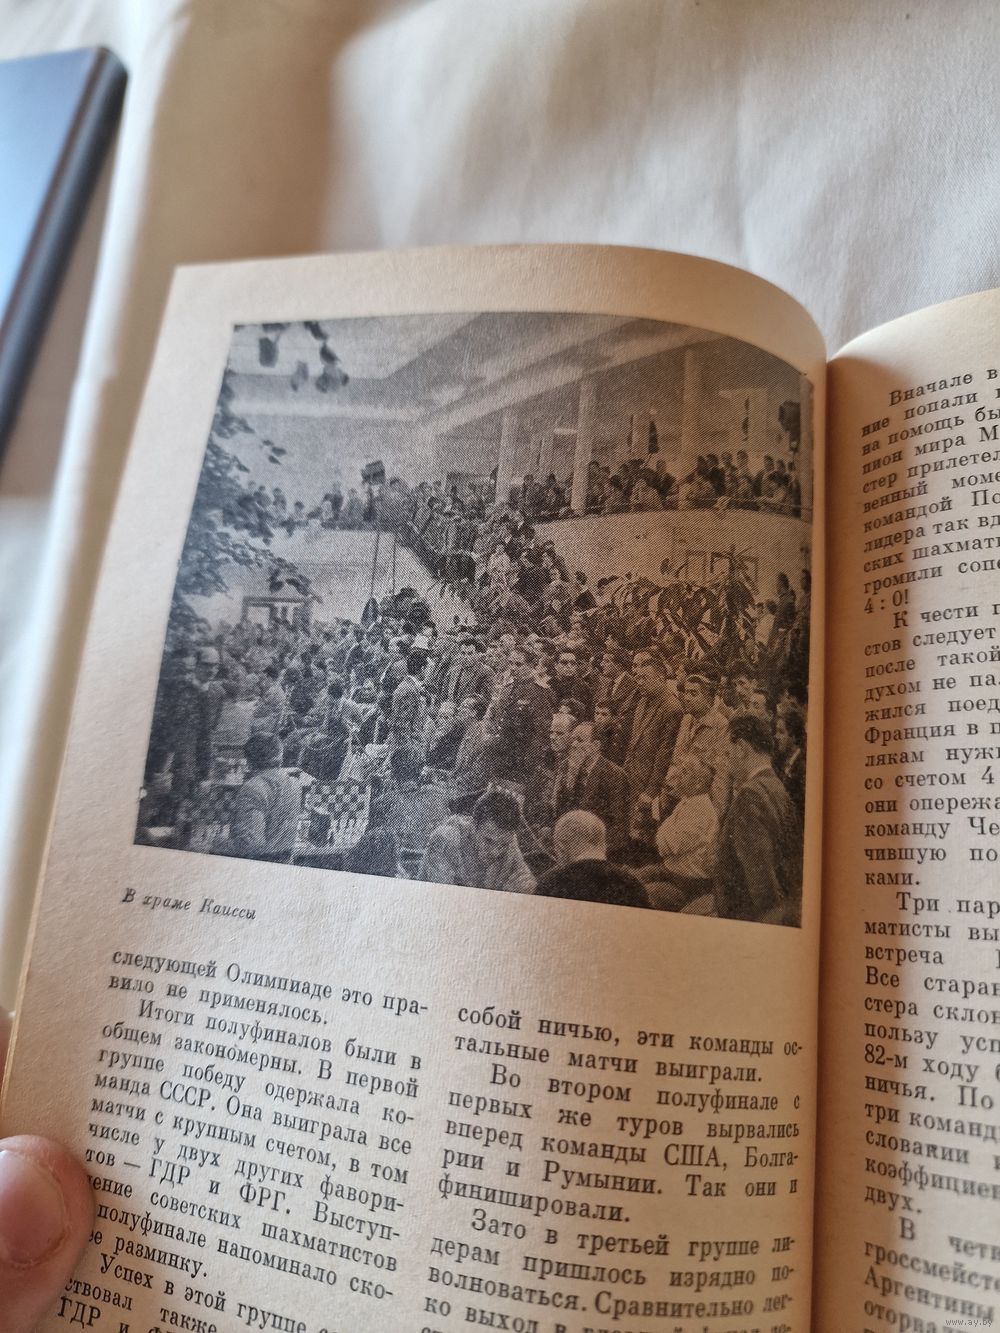 В храме Каиссы
следующей Олимпиаде это пра-
вило не применялось.
Итоги полуфиналов были в
общем закономерны. В первой
группе победу одержала ко-
манда СССР. Она выиграла все
матчи с крупным счетом, в том
числе у двух других фавори-
тов — ГДР и ФРГ. Выступ-
ление советских шахматистов
полуфинале напоминало ско-
разминку.
Успех в этой группе
ствовал также
ГДР и
собой ничью, эти команды ос-
тальные матчи выиграли.
Во втором полуфинале с
первых же туров вырвались
вперед команды США, Болга-
рии и Румынии. Так они и
финишировали.
Зато в третьей группе ли-
дерам пришлось изрядно по-
волноваться. Сравнительно лег-
ко выход в
Вначале в
ние попали
на помощь бы
пион мира М
стер прилетел
венный моме
командой По
лидера так вд
ских шахмати
громили сопе
4 : 0!
К чести п
стов следует
после такой
духом не па
жился поед
Франция в п
лякам нужн
со счетом 4
они опережа
команду Че
чившую по
ками.
Три пар
матисты вы
встреча
Все старан
стера склон
пользу усп
82-м ходу б
ничья. По
три команд
словакии и
коэффициен
двух.
В четв
гроссмейсте
Аргентины
оторвал
www.ay.by